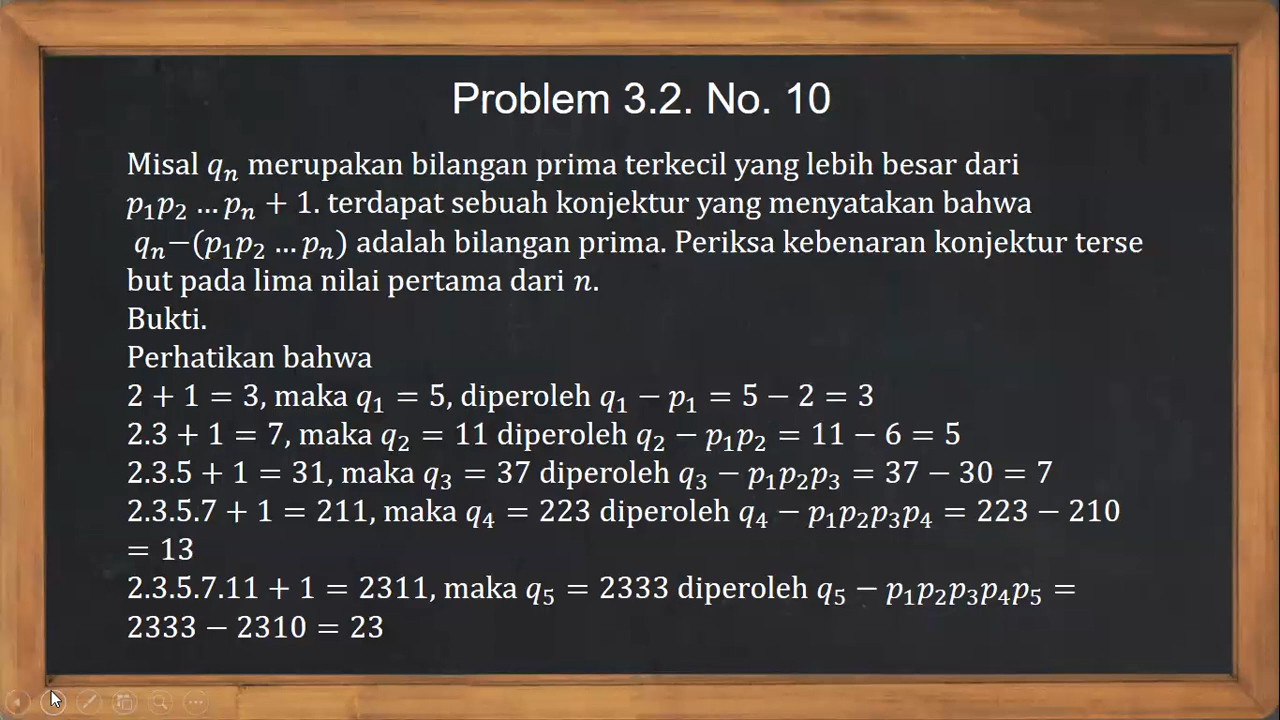 Problem 3.2. No. 10
Misal qₙ merupakan bilangan prima terkecil yang lebih besar dari
p₁p₂ … pₙ + 1. terdapat sebuah konjektur yang menyatakan bahwa
qₙ−(p₁p₂ … pₙ) adalah bilangan prima. Periksa kebenaran konjektur terse
but pada lima nilai pertama dari n.
Bukti.
Perhatikan bahwa
2 + 1 = 3, maka q₁ = 5, diperoleh q₁ − p₁ = 5 − 2 = 3
2.3 + 1 = 7, maka q₂ = 11 diperoleh q₂ − p₁p₂ = 11 − 6 = 5
2.3.5 + 1 = 31, maka q₃ = 37 diperoleh q₃ − p₁p₂p₃ = 37 − 30 = 7
2.3.5.7 + 1 = 211, maka q₄ = 223 diperoleh q₄ − p₁p₂p₃p₄ = 223 − 210
= 13
2.3.5.7.11 + 1 = 2311, maka q₅ = 2333 diperoleh q₅ − p₁p₂p₃p₄p₅ =
2333 − 2310 = 23